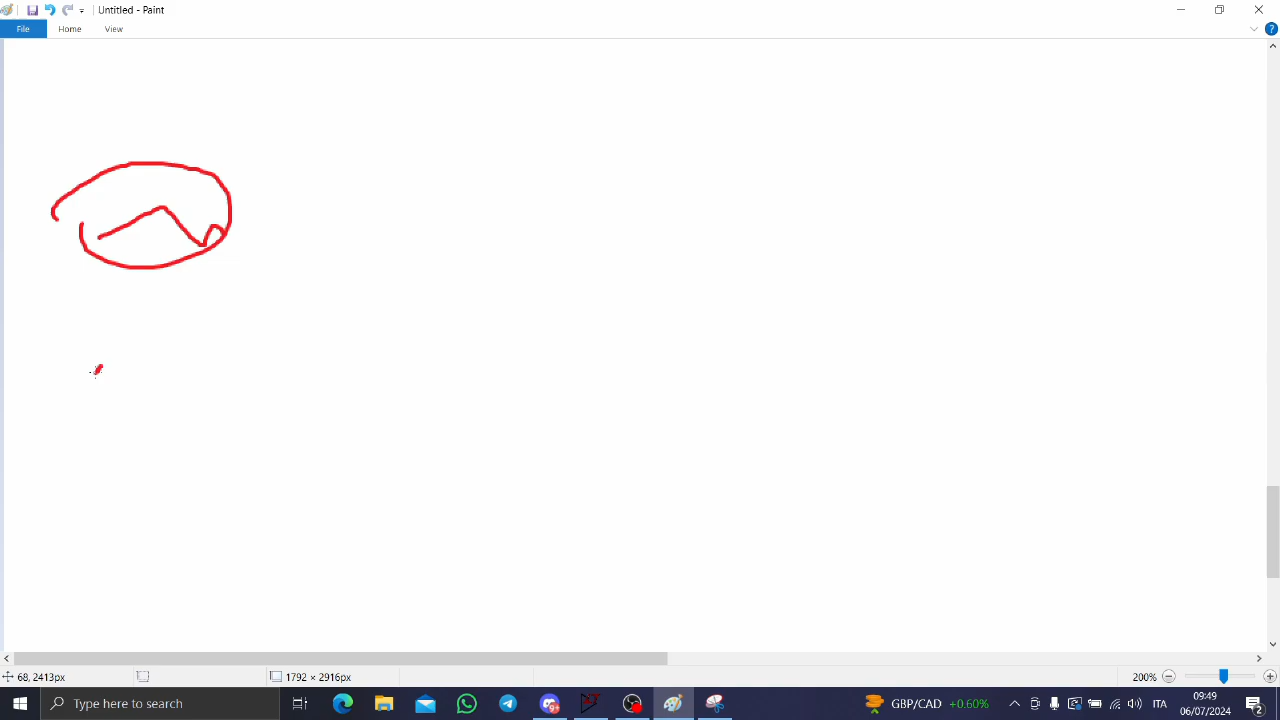 Untitled - Paint
File Home View
68, 2413px
1792 × 2916px
200%
Type here to search
GBP/CAD +0.60%
ITA
09:49
06/07/2024
2